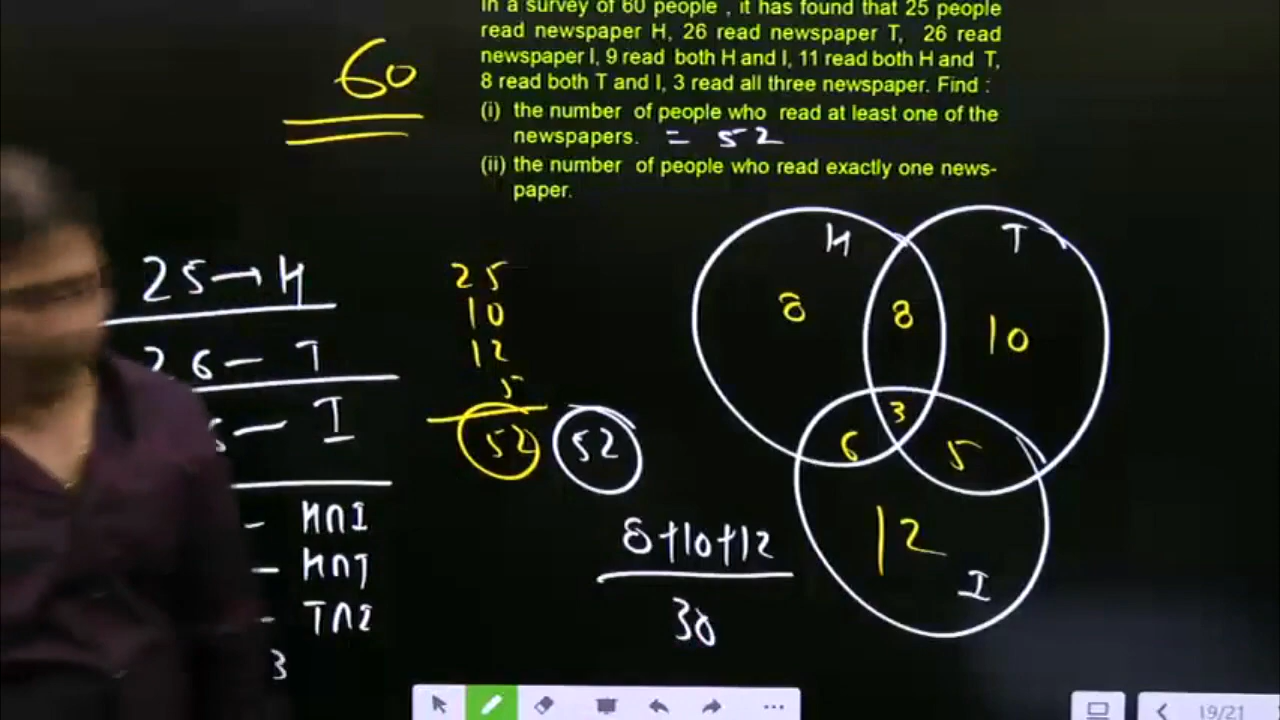 In a survey of 60 people , it has found that 25 people
read newspaper H, 26 read newspaper T, 26 read
newspaper I, 9 read both H and I, 11 read both H and T,
8 read both T and I, 3 read all three newspaper. Find :
(i) the number of people who read at least one of the
newspapers. = 52
(ii) the number of people who read exactly one news-
paper.
60
25→H
26- T
- I
- H∩I
- H∩T
- T∩I
3
25
10
12
5
52 52
8+10+12
30
H T
8 8 10
3
6 5
12
I
19/21